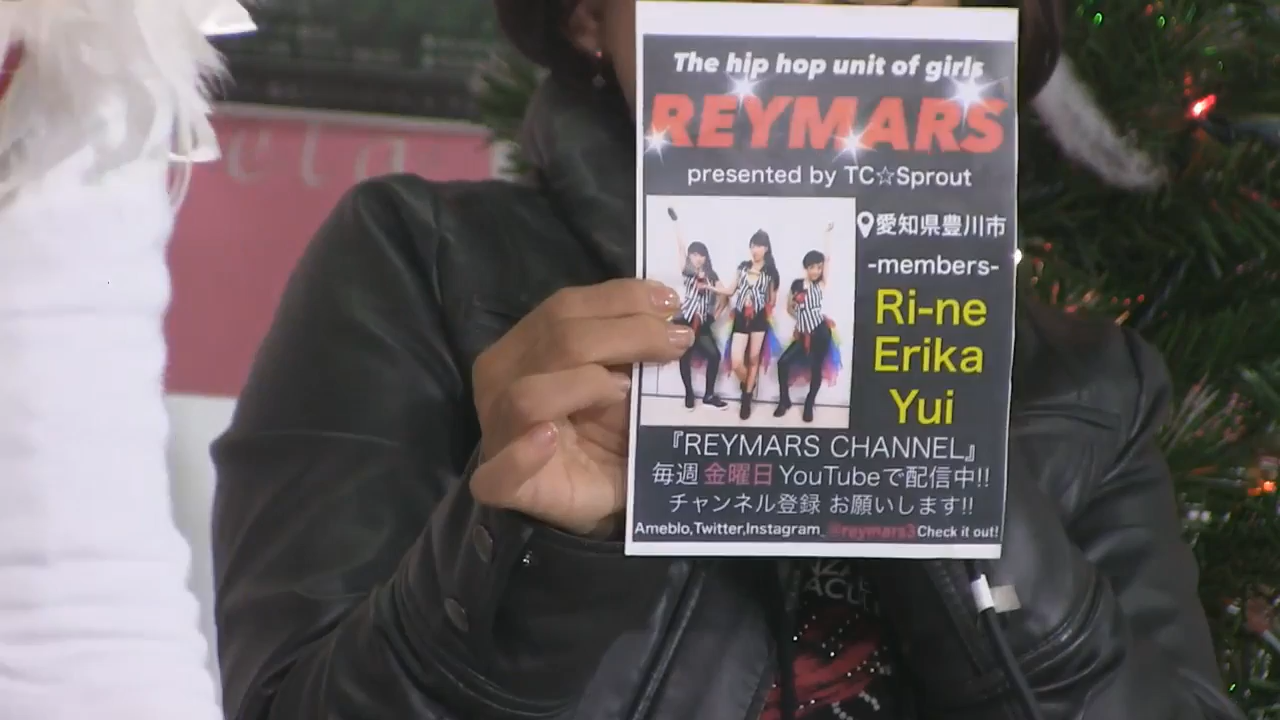 The hip hop unit of girls
REYMARS
presented by TC☆Sprout
愛知県豊川市
-members-
Ri-ne
Erika
Yui
『REYMARS CHANNEL』
毎週 金曜日 YouTubeで配信中!!
チャンネル登録 お願いします!!
Ameblo,Twitter,Instagram_@reymars3 Check it out!